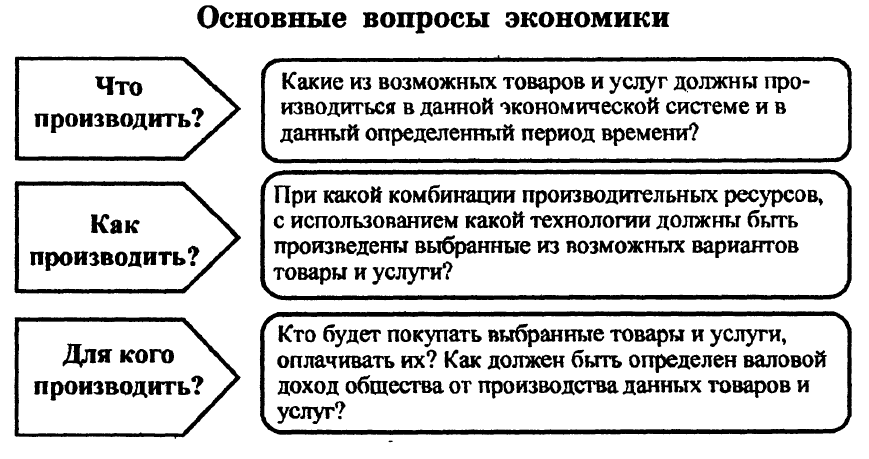 Основные вопросы экономики
Что
производить?
Какие из возможных товаров и услуг должны про-
изводиться в данной экономической системе и в
данный определенный период времени?
Как
производить?
При какой комбинации производительных ресурсов,
с использованием какой технологии должны быть
произведены выбранные из возможных вариантов
товары и услуги?
Для кого
производить?
Кто будет покупать выбранные товары и услуги,
оплачивать их? Как должен быть определен валовой
доход общества от производства данных товаров и
услуг?